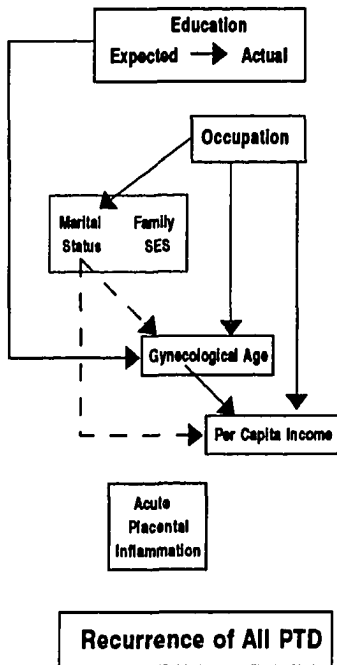 Education
Expected Actual
Occupation
Marital Family
Status SES
Gynecological Age
Per Capita Income
Acute
Placental
Inflammation
Recurrence of All PTD